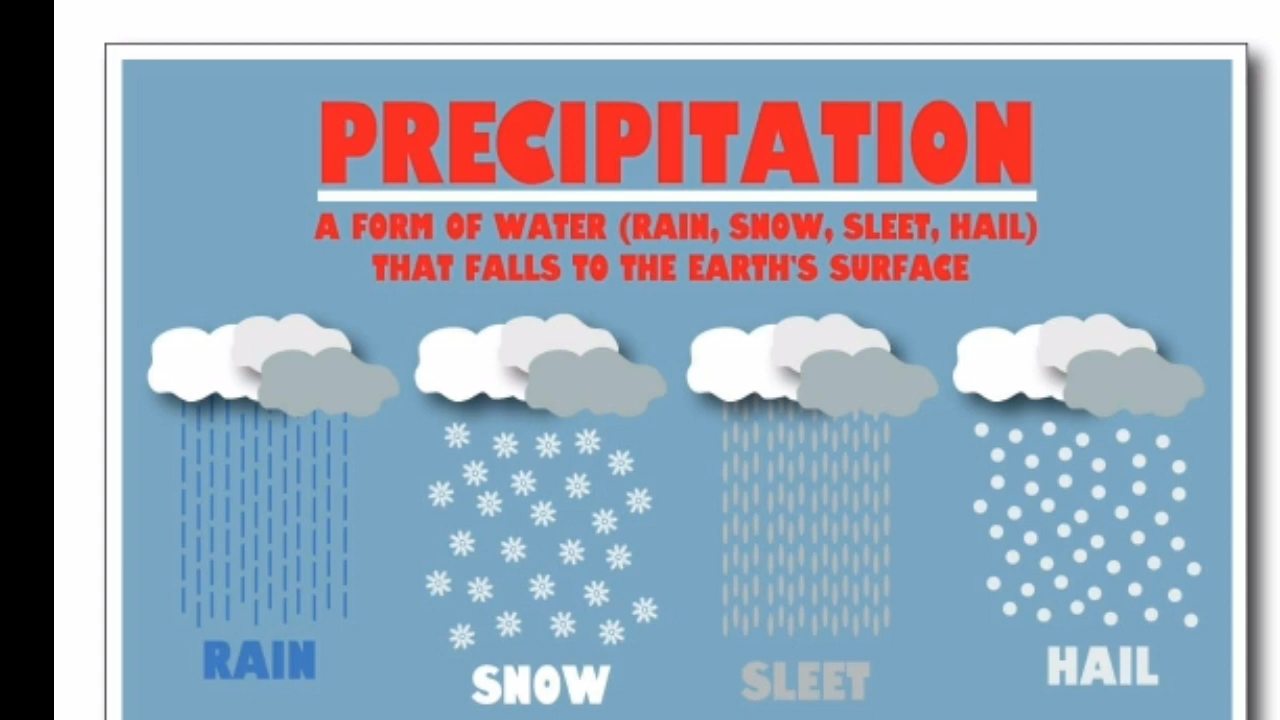 PRECIPITATION
A FORM OF WATER (RAIN, SNOW, SLEET, HAIL)
THAT FALLS TO THE EARTH'S SURFACE
RAIN
SNOW
SLEET
HAIL